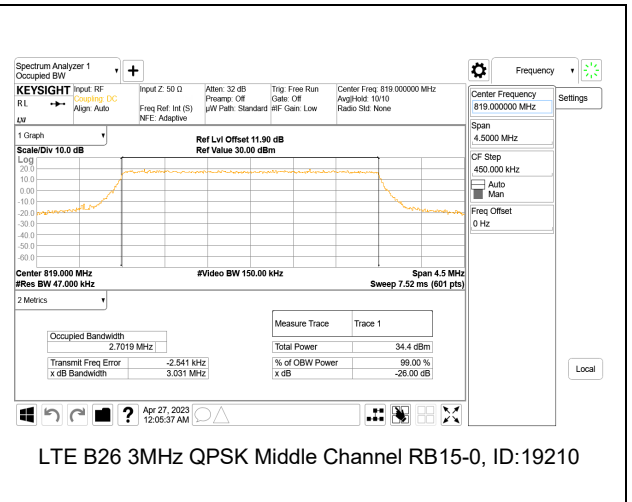 Spectrum Analyzer 1
Occupied BW
Frequency
KEYSIGHT Input: RF Input Z: 50 Ω Atten: 32 dB Trig: Free Run Center Freq: 819.000000 MHz
RL Coupling: DC Preamp: Off Gate: Off Avg|Hold: 10/10
Align: Auto Freq Ref: Int (S) µW Path: Standard #IF Gain: Low Radio Std: None
LXI NFE: Adaptive
Center Frequency
819.000000 MHz
Settings
Span
4.5000 MHz
CF Step
450.000 kHz
Auto
Man
Freq Offset
0 Hz
Local
1 Graph
Ref Lvl Offset 11.90 dB
Scale/Div 10.0 dB Ref Value 30.00 dBm
Log
20.0
10.0
0.00
-10.0
-20.0
-30.0
-40.0
-50.0
-60.0
Center 819.000 MHz #Video BW 150.00 kHz Span 4.5 MHz
#Res BW 47.000 kHz Sweep 7.52 ms (601 pts)
2 Metrics
Measure Trace Trace 1
Occupied Bandwidth
2.7019 MHz Total Power 34.4 dBm
Transmit Freq Error -2.541 kHz % of OBW Power 99.00 %
x dB Bandwidth 3.031 MHz x dB -26.00 dB
? Apr 27, 2023
12:05:37 AM
LTE B26 3MHz QPSK Middle Channel RB15-0, ID:19210